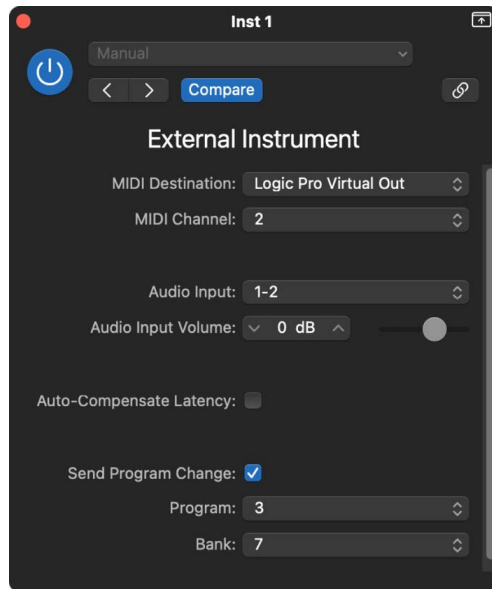 Inst 1
Manual
Compare
External Instrument
MIDI Destination: Logic Pro Virtual Out
MIDI Channel: 2
Audio Input: 1-2
Audio Input Volume: 0 dB
Auto-Compensate Latency:
Send Program Change:
Program: 3
Bank: 7